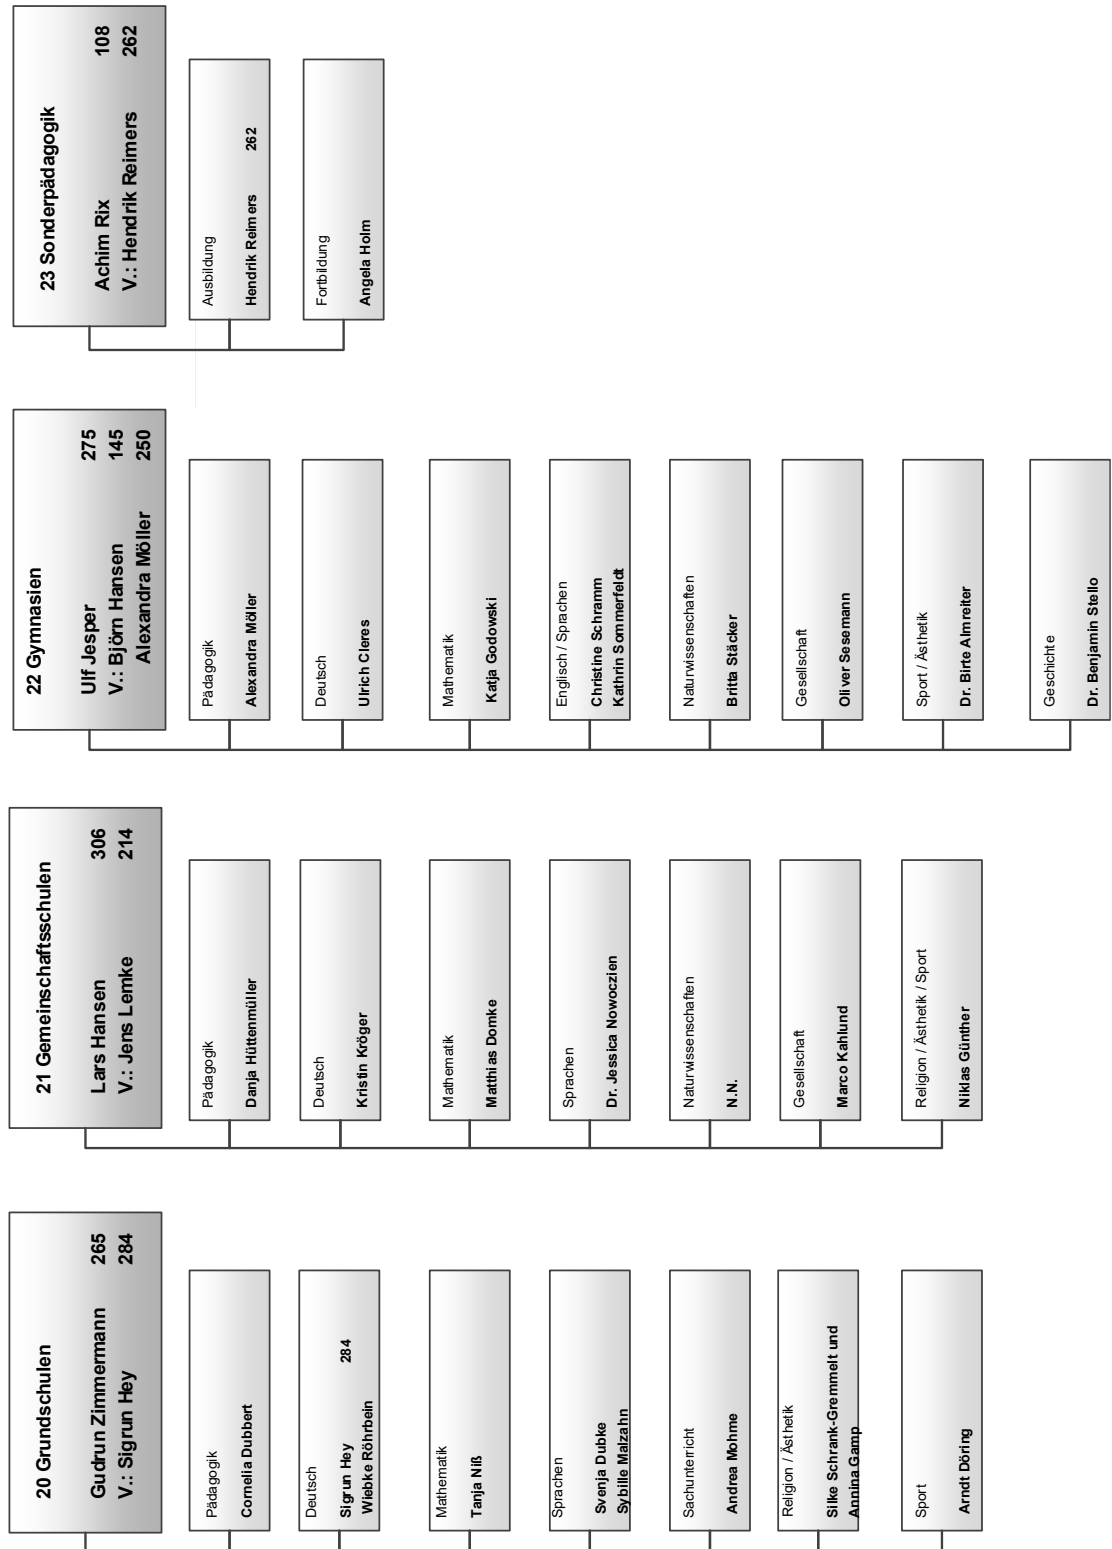 20 Grundschulen
Gudrun Zimmermann 265
V.: Sigrun Hey 284
Pädagogik
Cornelia Dubbert
Deutsch
Sigrun Hey 284
Wiebke Röhrbein
Mathematik
Tanja Niß
Sprachen
Svenja Dubke
Sybille Malzahn
Sachunterricht
Andrea Mohme
Religion / Ästhetik
Silke Schrank-Gremmelt und
Annina Gamp
Sport
Arndt Döring
21 Gemeinschaftsschulen
Lars Hansen 306
V.: Jens Lemke 214
Pädagogik
Danja Hüttenmüller
Deutsch
Kristin Kröger
Mathematik
Matthias Domke
Sprachen
Dr. Jessica Nowoczien
Naturwissenschaften
N.N.
Gesellschaft
Marco Kahlund
Religion / Ästhetik / Sport
Niklas Günther
22 Gymnasien
Ulf Jesper 275
V.: Björn Hansen 145
Alexandra Möller 250
Pädagogik
Alexandra Möller
Deutsch
Ulrich Cleres
Mathematik
Katja Godowski
Englisch / Sprachen
Christine Schramm
Kathrin Sommerfeldt
Naturwissenschaften
Britta Stäcker
Gesellschaft
Oliver Sesemann
Sport / Ästhetik
Dr. Birte Almreiter
Geschichte
Dr. Benjamin Stello
23 Sonderpädagogik
Achim Rix 108
V.: Hendrik Reimers 262
Ausbildung
Hendrik Reimers 262
Fortbildung
Angela Holm